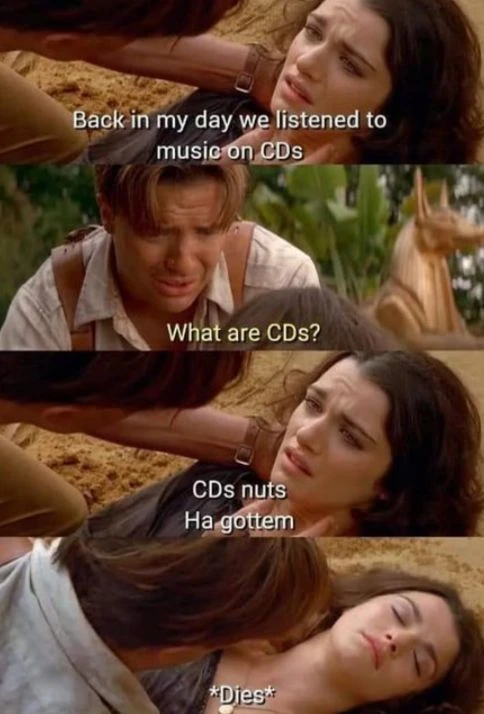 Back in my day we listened to
music on CDs
What are CDs?
CDs nuts
Ha gottem
*Dies*